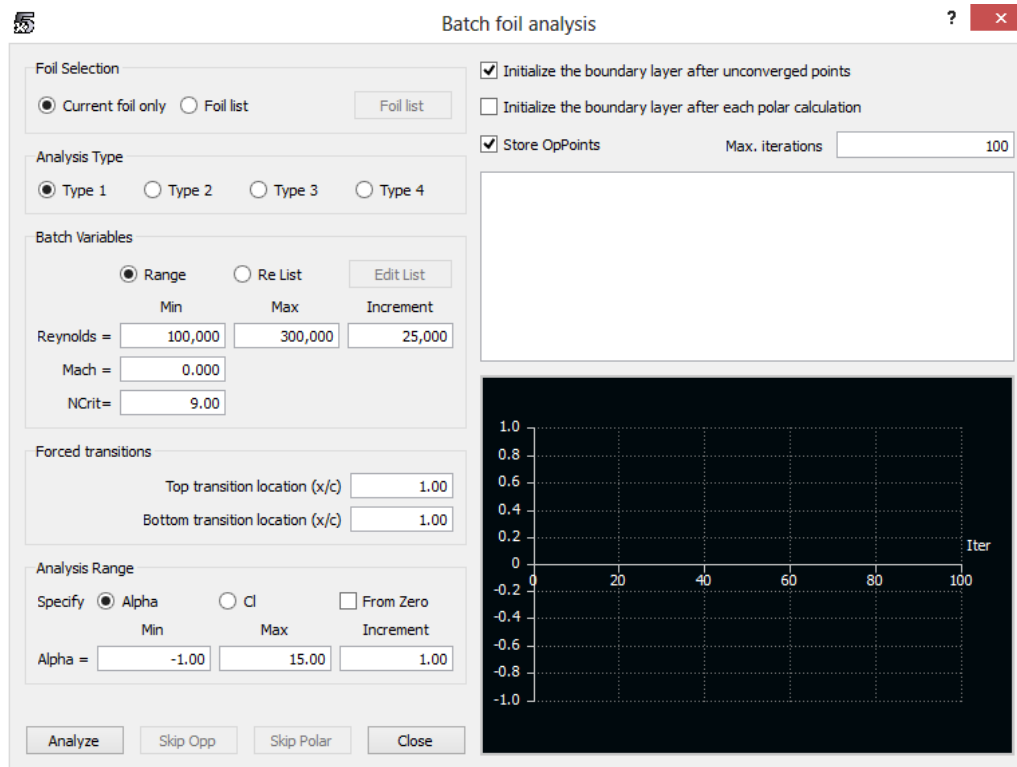 Batch foil analysis ?
Foil Selection
Current foil only Foil list Foil list
Analysis Type
Type 1 Type 2 Type 3 Type 4
Batch Variables
Range Re List Edit List
Min Max Increment
Reynolds = 100,000 300,000 25,000
Mach = 0.000
NCrit= 9.00
Forced transitions
Top transition location (x/c) 1.00
Bottom transition location (x/c) 1.00
Analysis Range
Specify Alpha Cl From Zero
Min Max Increment
Alpha = -1.00 15.00 1.00
Analyze Skip Opp Skip Polar Close
Initialize the boundary layer after unconverged points
Initialize the boundary layer after each polar calculation
Store OpPoints Max. iterations 100
1.0
0.8
0.6
0.4
0.2
Iter
0
0 20 40 60 80 100
-0.2
-0.4
-0.6
-0.8
-1.0